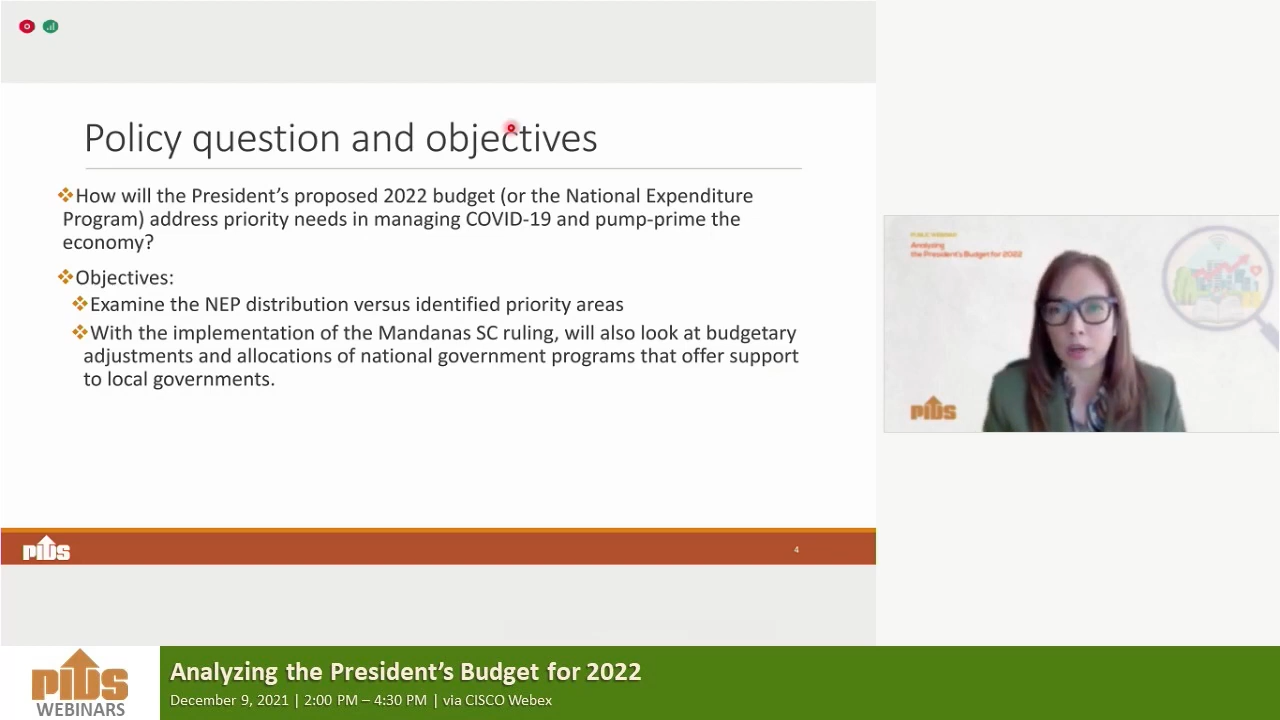 Policy question and objectives
❖How will the President's proposed 2022 budget (or the National Expenditure
Program) address priority needs in managing COVID-19 and pump-prime the
economy?
❖Objectives:
❖Examine the NEP distribution versus identified priority areas
❖With the implementation of the Mandanas SC ruling, will also look at budgetary
adjustments and allocations of national government programs that offer support
to local governments.
PIDS
4
PUBLIC WEBINAR
Analyzing
the President's Budget for 2022
PIDS
PIDS
WEBINARS
Analyzing the President's Budget for 2022
December 9, 2021 | 2:00 PM – 4:30 PM | via CISCO Webex